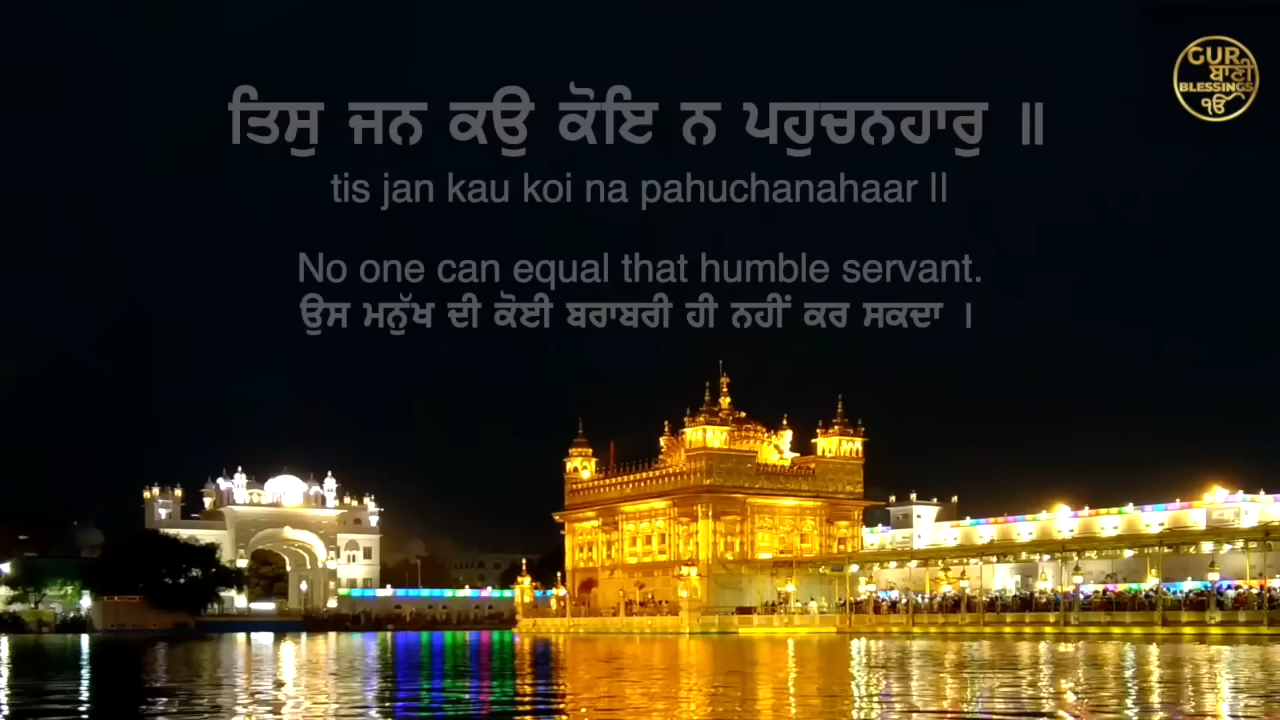 ਤਿਸੁ ਜਨ ਕਉ ਕੋਇ ਨ ਪਹੁਚਨਹਾਰੁ ॥
tis jan kau koi na pahuchanahaar ||
No one can equal that humble servant.
ਉਸ ਮਨੁੱਖ ਦੀ ਕੋਈ ਬਰਾਬਰੀ ਹੀ ਨਹੀਂ ਕਰ ਸਕਦਾ ।
GUR
ਬਾਣੀ
BLESSINGS
ੴ